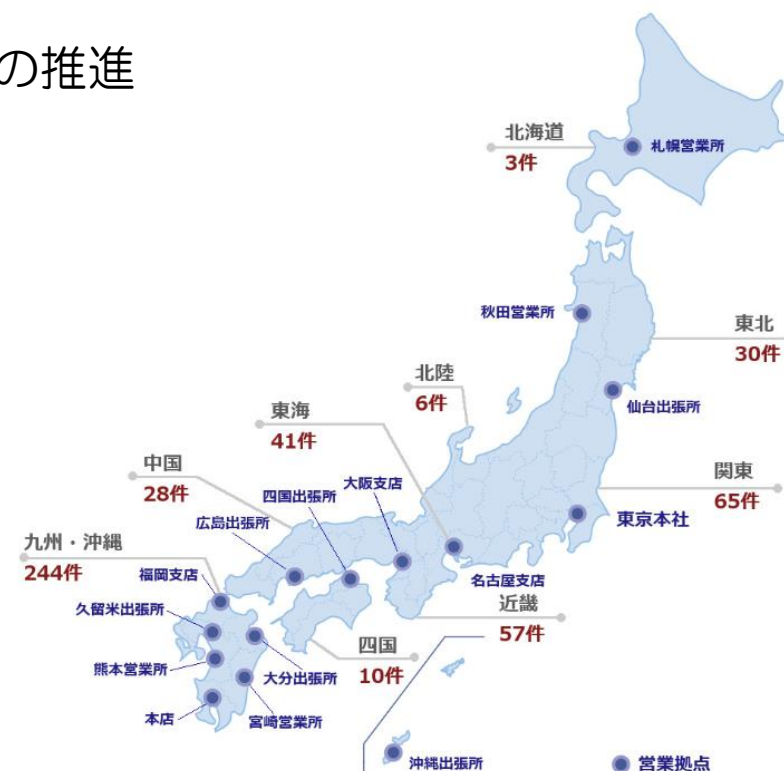 の推進
北海道
3件
札幌営業所
秋田営業所
東北
30件
北陸
6件
仙台出張所
東海
41件
中国
28件
四国出張所
大阪支店
関東
65件
広島出張所
東京本社
九州・沖縄
244件
福岡支店
名古屋支店
近畿
57件
久留米出張所
四国
10件
熊本営業所
大分出張所
本店
宮崎営業所
沖縄出張所
営業拠点